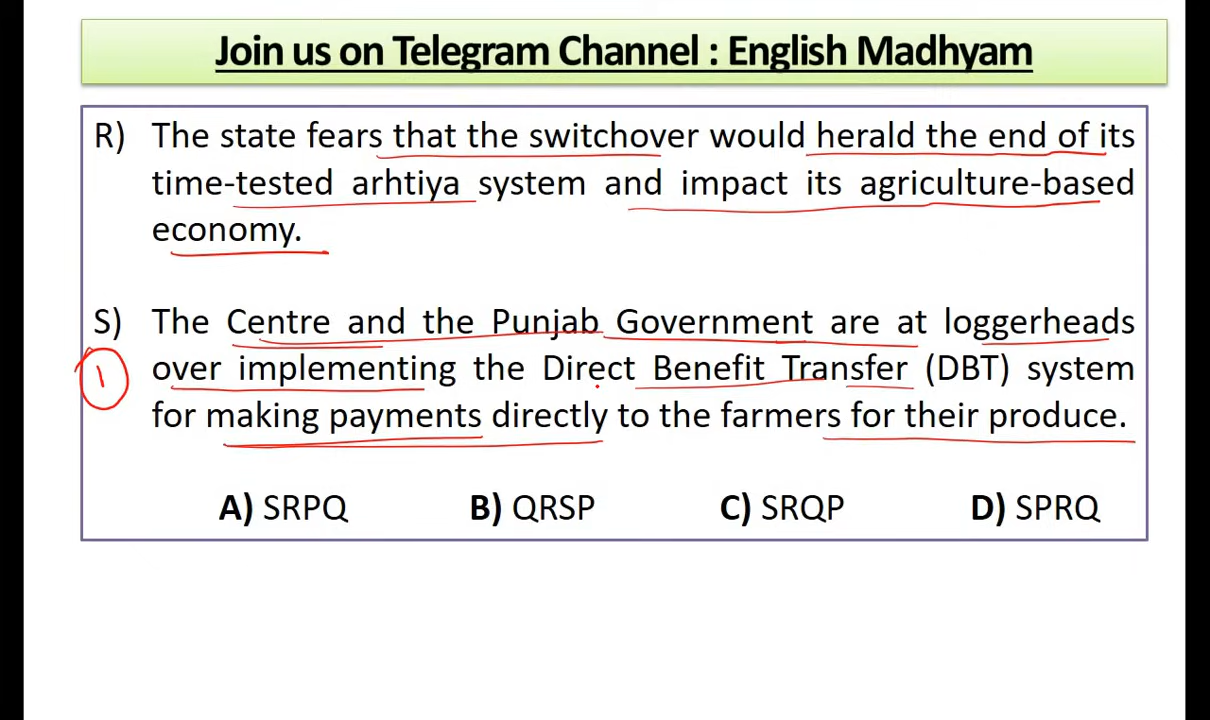 Join us on Telegram Channel : English Madhyam
R) The state fears that the switchover would herald the end of its
time-tested arhtiya system and impact its agriculture-based
economy.
S) The Centre and the Punjab Government are at loggerheads
1 over implementing the Direct Benefit Transfer (DBT) system
for making payments directly to the farmers for their produce.
A) SRPQ B) QRSP C) SRQP D) SPRQ